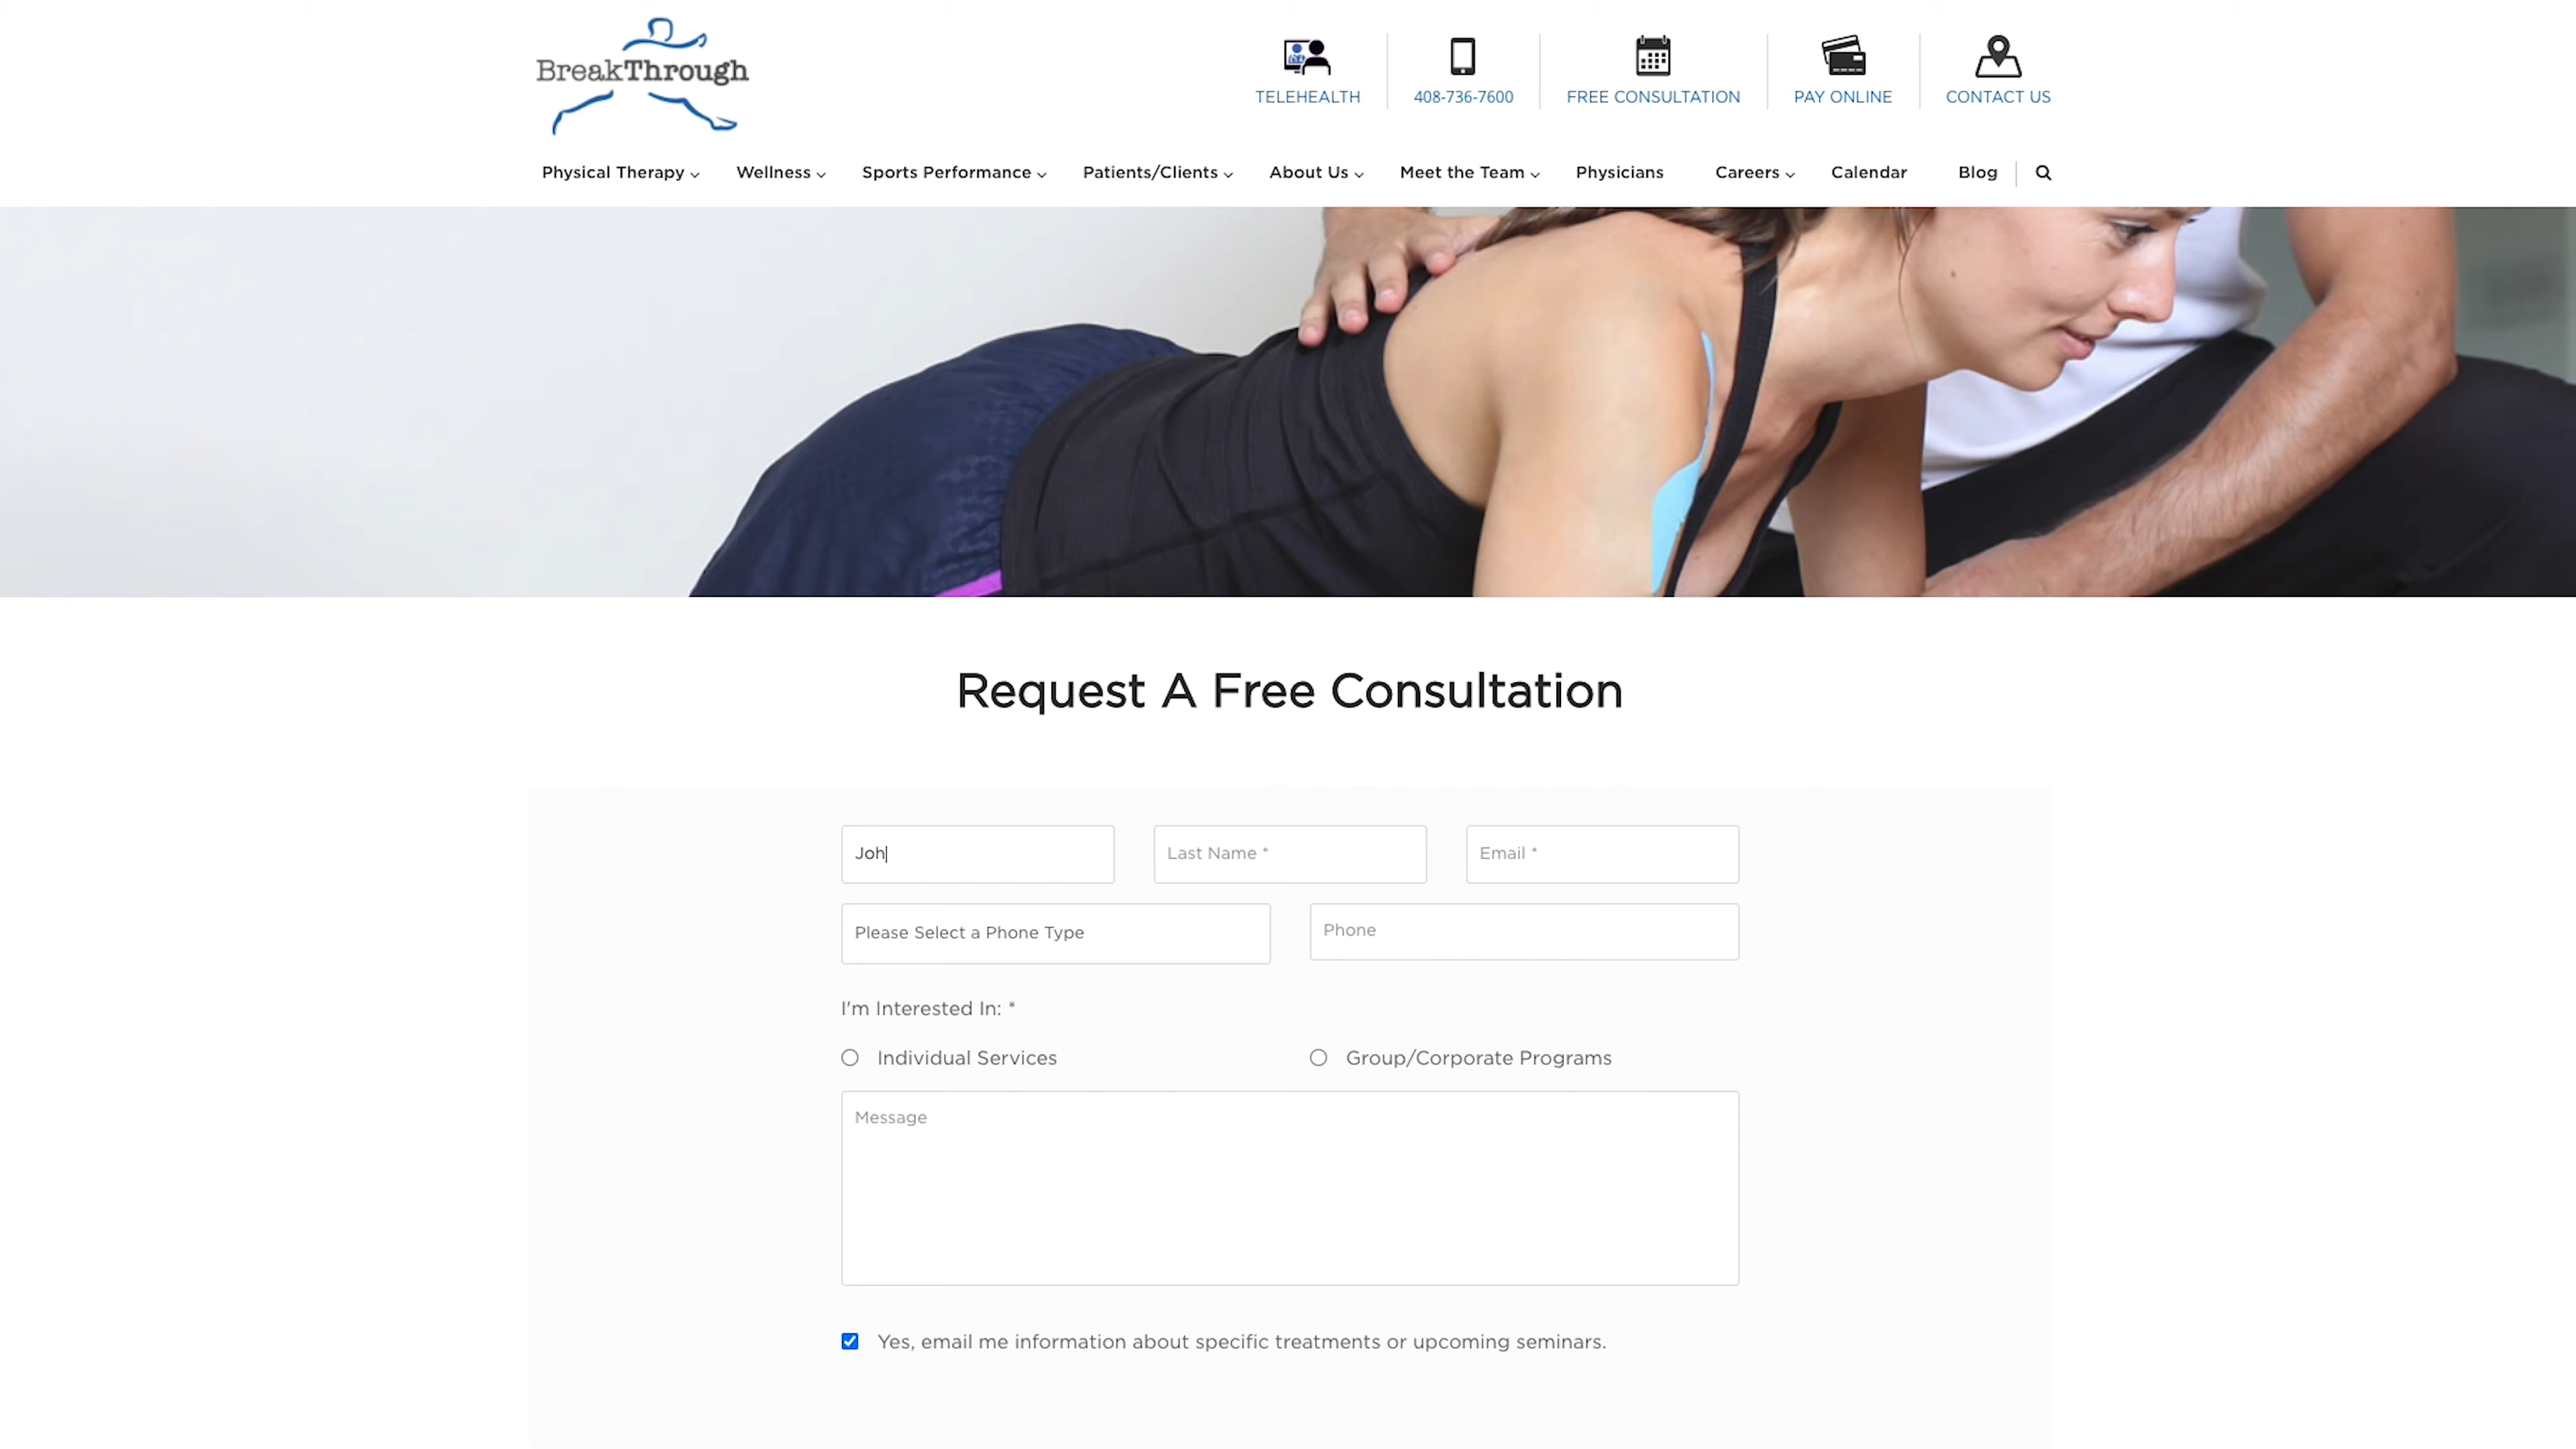 BreakThrough
TELEHEALTH
408-736-7600
FREE CONSULTATION
PAY ONLINE
CONTACT US
Physical Therapy
Wellness
Sports Performance
Patients/Clients
About Us
Meet the Team
Physicians
Careers
Calendar
Blog
Request A Free Consultation
Joh
Last Name *
Email *
Please Select a Phone Type
Phone
I'm Interested In: *
Individual Services
Group/Corporate Programs
Message
Yes, email me information about specific treatments or upcoming seminars.